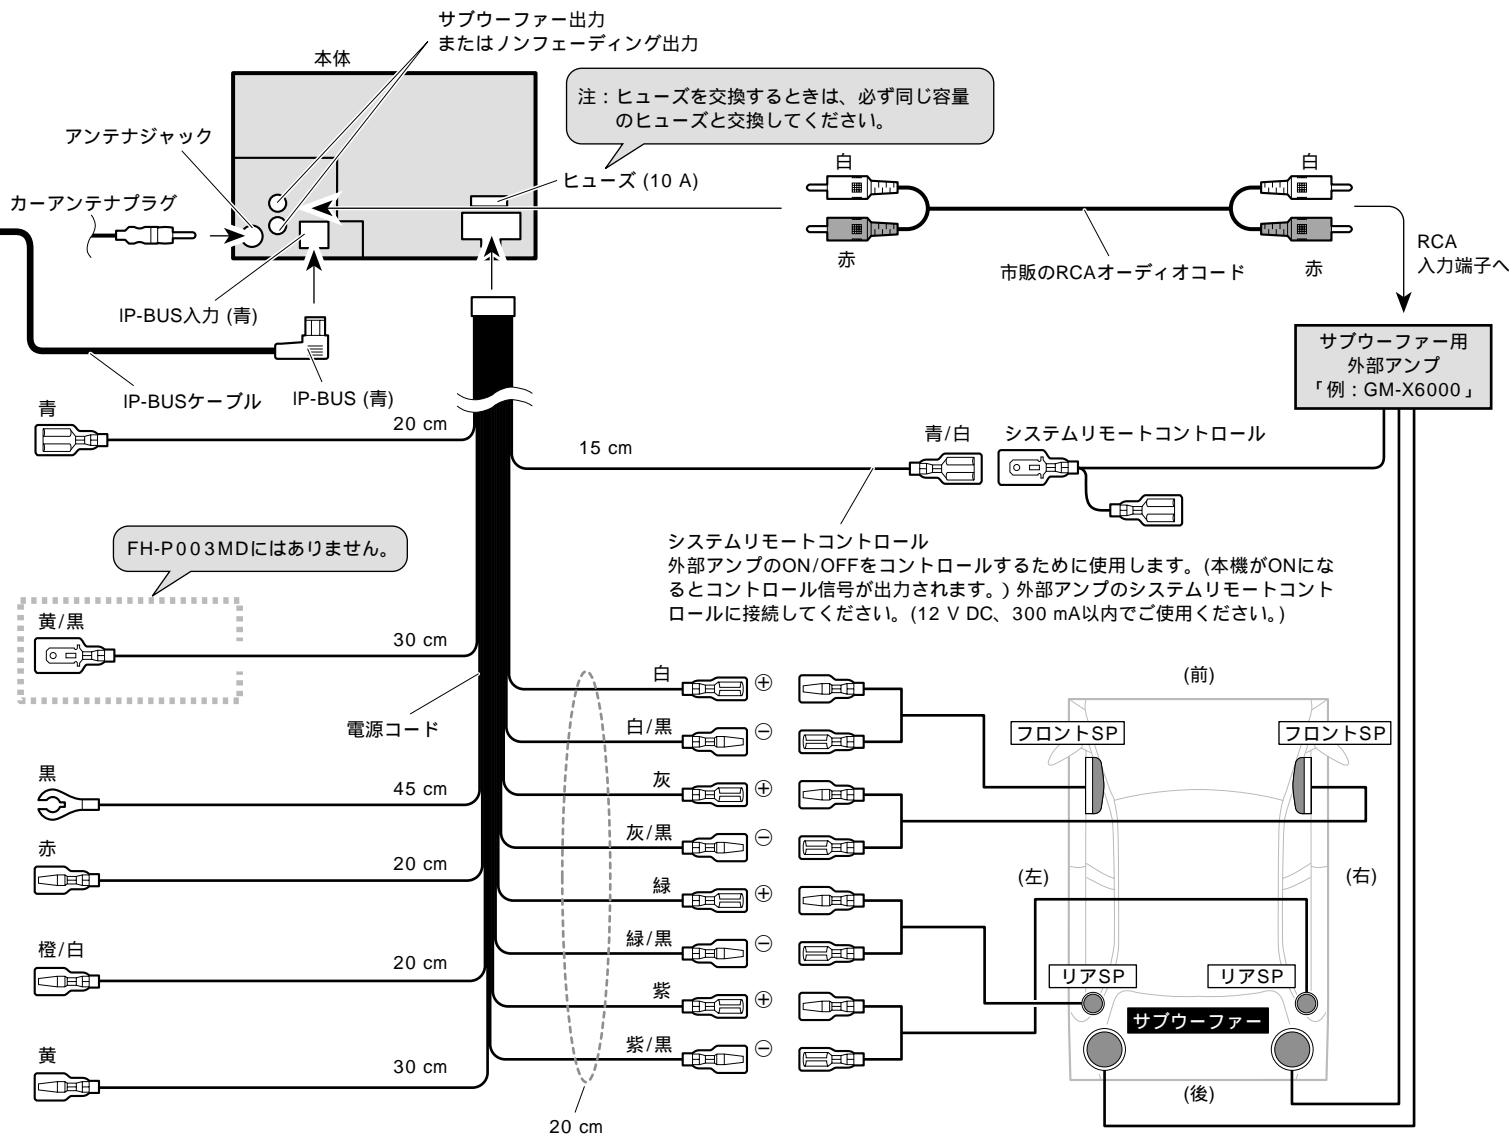 サブウーファー出力
またはノンフェーディング出力
本体
注：ヒューズを交換するときは、必ず同じ容量
のヒューズと交換してください。
アンテナジャック
ヒューズ (10 A)
カーアンテナプラグ
白
白
赤
赤
市販のRCAオーディオコード
RCA
入力端子へ
IP-BUS入力 (青)
サブウーファー用
外部アンプ
「例：GM-X6000」
IP-BUSケーブル
IP-BUS (青)
青
20 cm
15 cm
青/白
システムリモートコントロール
FH-P003MDにはありません。
システムリモートコントロール
外部アンプのON/OFFをコントロールするために使用します。(本機がONにな
るとコントロール信号が出力されます。) 外部アンプのシステムリモートコント
ロールに接続してください。(12 V DC、300 mA以内でご使用ください。)
黄/黒
30 cm
電源コード
黒
45 cm
赤
20 cm
橙/白
20 cm
黄
30 cm
白 ⊕
白/黒 ⊖
灰 ⊕
灰/黒 ⊖
緑 ⊕
緑/黒 ⊖
紫 ⊕
紫/黒 ⊖
20 cm
(前)
フロントSP
フロントSP
(左)
(右)
リアSP
リアSP
サブウーファー
(後)